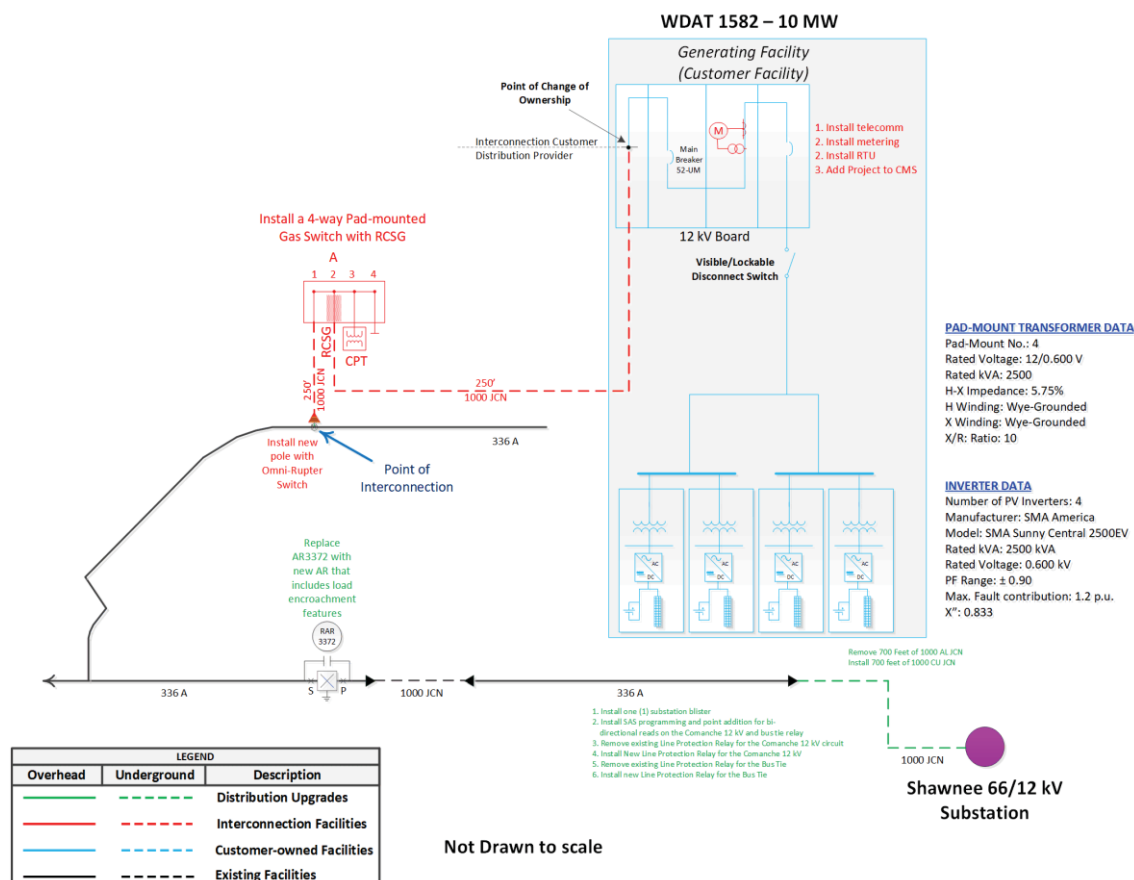 WDAT 1582 – 10 MW
Generating Facility
(Customer Facility)
Point of Change of
Ownership
Interconnection Customer
Distribution Provider
Main
Breaker
52-UM
M
1. Install telecomm
2. Install metering
2. Install RTU
3. Add Project to CMS
12 kV Board
Visible/Lockable
Disconnect Switch
Install a 4-way Pad-mounted
Gas Switch with RCSG
A
1 2 3 4
RCSG
CPT
250'
1000 JCN
250'
1000 JCN
336 A
Install new
pole with
Omni-Rupter
Switch
Point of
Interconnection
PAD-MOUNT TRANSFORMER DATA
Pad-Mount No.: 4
Rated Voltage: 12/0.600 V
Rated kVA: 2500
H-X Impedance: 5.75%
H Winding: Wye-Grounded
X Winding: Wye-Grounded
X/R: Ratio: 10
INVERTER DATA
Number of PV Inverters: 4
Manufacturer: SMA America
Model: SMA Sunny Central 2500EV
Rated kVA: 2500 kVA
Rated Voltage: 0.600 kV
PF Range: ± 0.90
Max. Fault contribution: 1.2 p.u.
X": 0.833
AC
DC
AC
DC
AC
DC
AC
DC
Replace
AR3372 with
new AR that
includes load
encroachment
features
RAR
3372
S P
336 A
1000 JCN
336 A
Remove 700 Feet of 1000 AL JCN
Install 700 feet of 1000 CU JCN
1. Install one (1) substation blister
2. Install SAS programming and point addition for bi-
directional reads on the Comanche 12 kV and bus tie relay
3. Remove existing Line Protection Relay for the Comanche 12 kV circuit
4. Install New Line Protection Relay for the Comanche 12 kV
5. Remove existing Line Protection Relay for the Bus Tie
6. Install new Line Protection Relay for the Bus Tie
1000 JCN
Shawnee 66/12 kV
Substation
LEGEND
Overhead Underground Description
Distribution Upgrades
Interconnection Facilities
Customer-owned Facilities
Existing Facilities
Not Drawn to scale